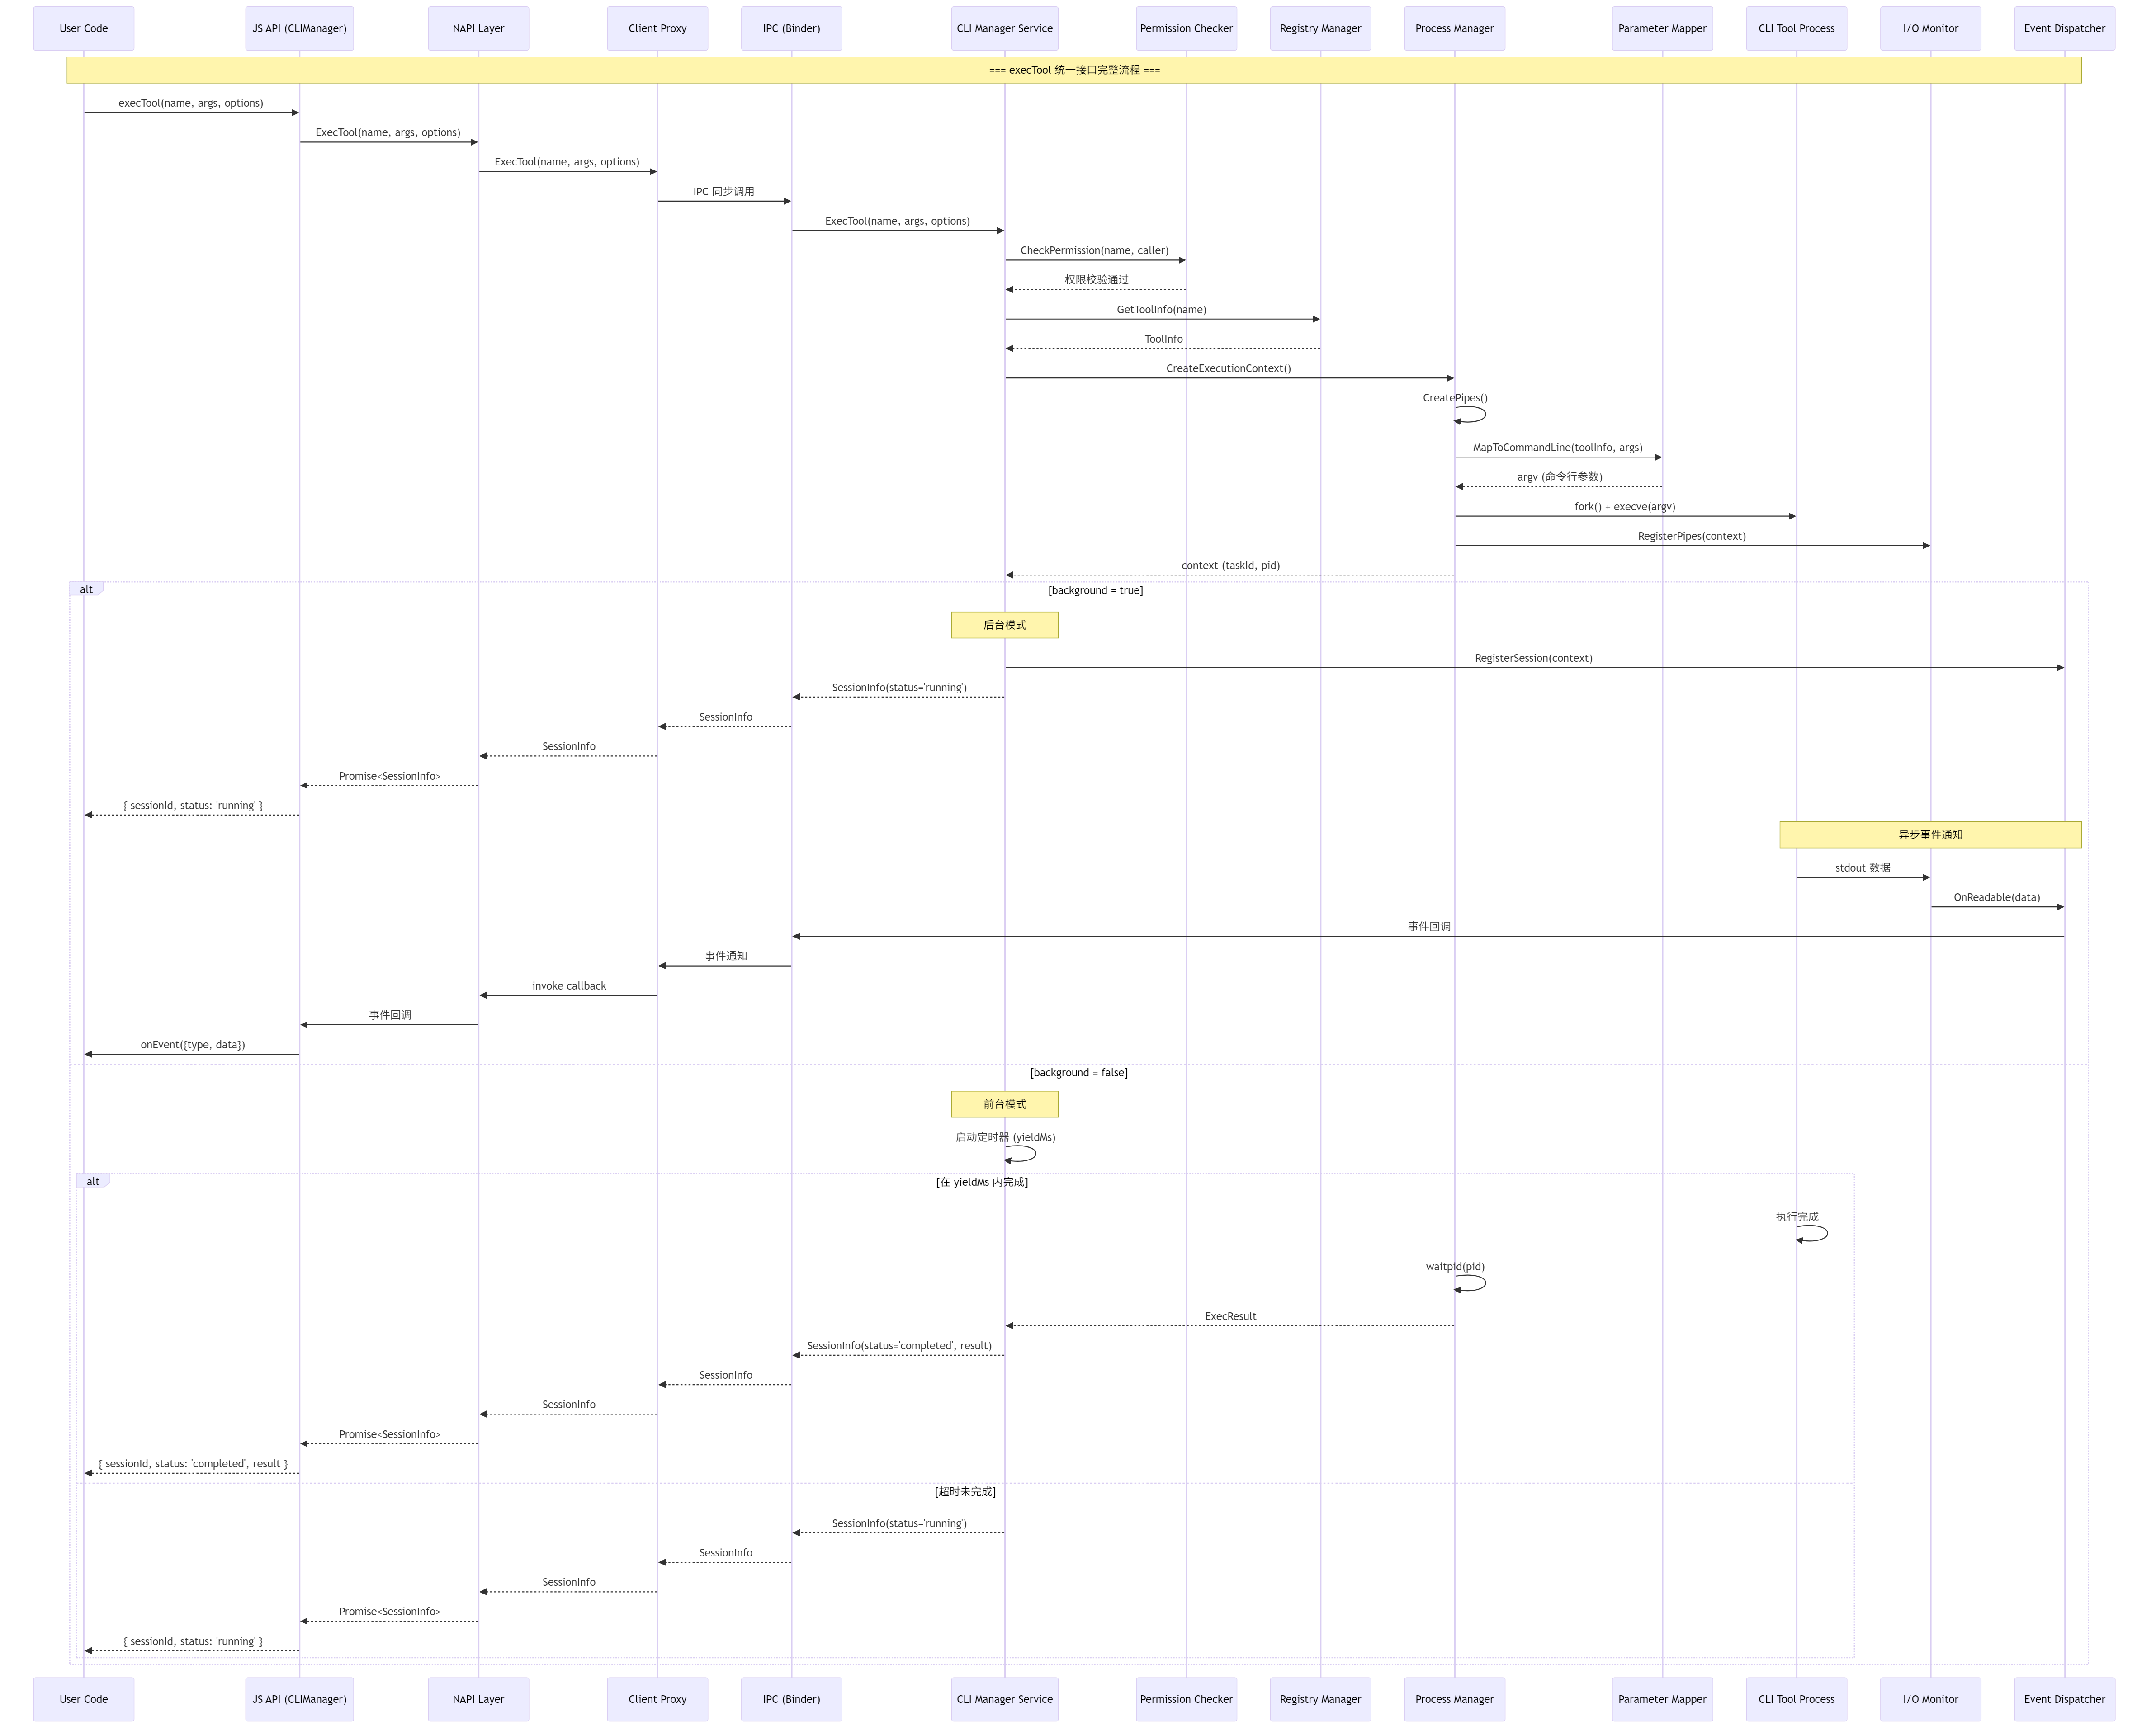 User Code
JS API (CLIManager)
NAPI Layer
Client Proxy
IPC (Binder)
CLI Manager Service
Permission Checker
Registry Manager
Process Manager
Parameter Mapper
CLI Tool Process
I/O Monitor
Event Dispatcher
=== execTool 统一接口完整流程 ===
execTool(name, args, options)
ExecTool(name, args, options)
ExecTool(name, args, options)
IPC 同步调用
ExecTool(name, args, options)
CheckPermission(name, caller)
权限校验通过
GetToolInfo(name)
ToolInfo
CreateExecutionContext()
CreatePipes()
MapToCommandLine(toolInfo, args)
argv (命令行参数)
fork() + execve(argv)
RegisterPipes(context)
context (taskId, pid)
alt
[background = true]
后台模式
RegisterSession(context)
SessionInfo(status='running')
SessionInfo
SessionInfo
Promise<SessionInfo>
{ sessionId, status: 'running' }
异步事件通知
stdout 数据
OnReadable(data)
事件回调
事件通知
invoke callback
事件回调
onEvent({type, data})
[background = false]
前台模式
启动定时器 (yieldMs)
alt
[在 yieldMs 内完成]
执行完成
waitpid(pid)
ExecResult
SessionInfo(status='completed', result)
SessionInfo
SessionInfo
Promise<SessionInfo>
{ sessionId, status: 'completed', result }
[超时未完成]
SessionInfo(status='running')
SessionInfo
SessionInfo
Promise<SessionInfo>
{ sessionId, status: 'running' }
User Code
JS API (CLIManager)
NAPI Layer
Client Proxy
IPC (Binder)
CLI Manager Service
Permission Checker
Registry Manager
Process Manager
Parameter Mapper
CLI Tool Process
I/O Monitor
Event Dispatcher